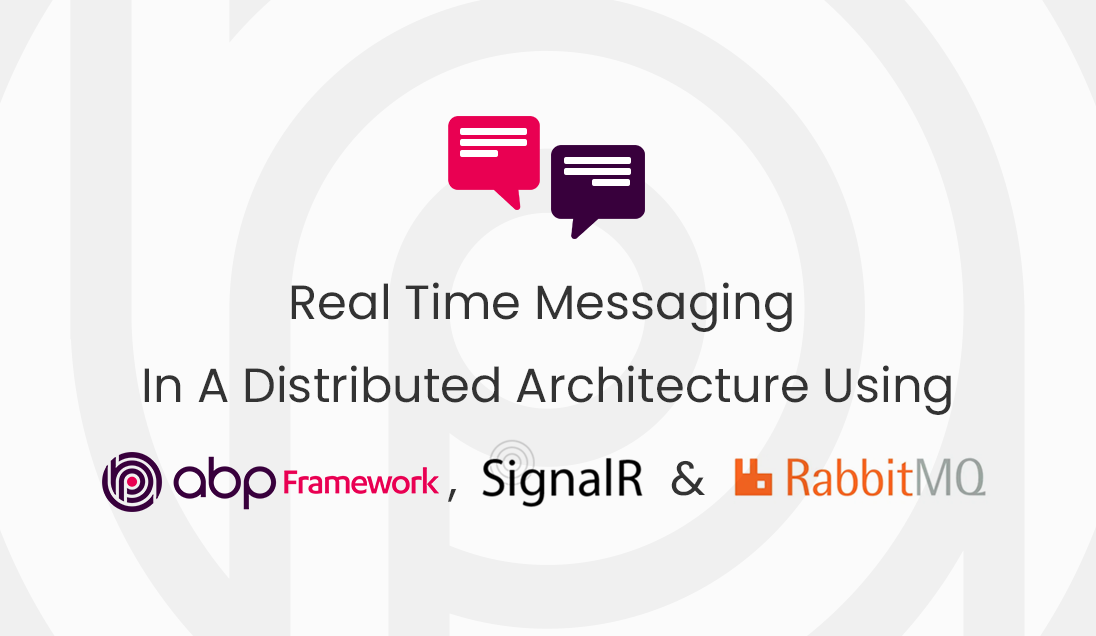 Real Time Messaging
In A Distributed Architecture Using
abp Framework, SignalR & RabbitMQ